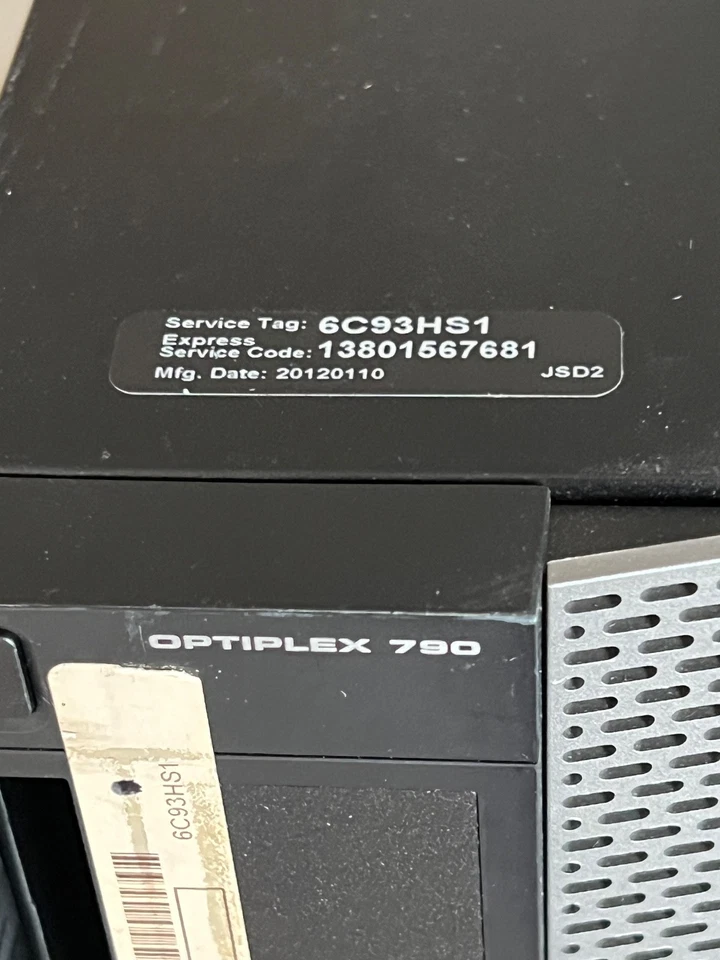 Service Tag: 6C93HS1
Express
Service Code: 13801567681
Mfg. Date: 20120110 JSD2
OPTIPLEX 790
6C93HS1